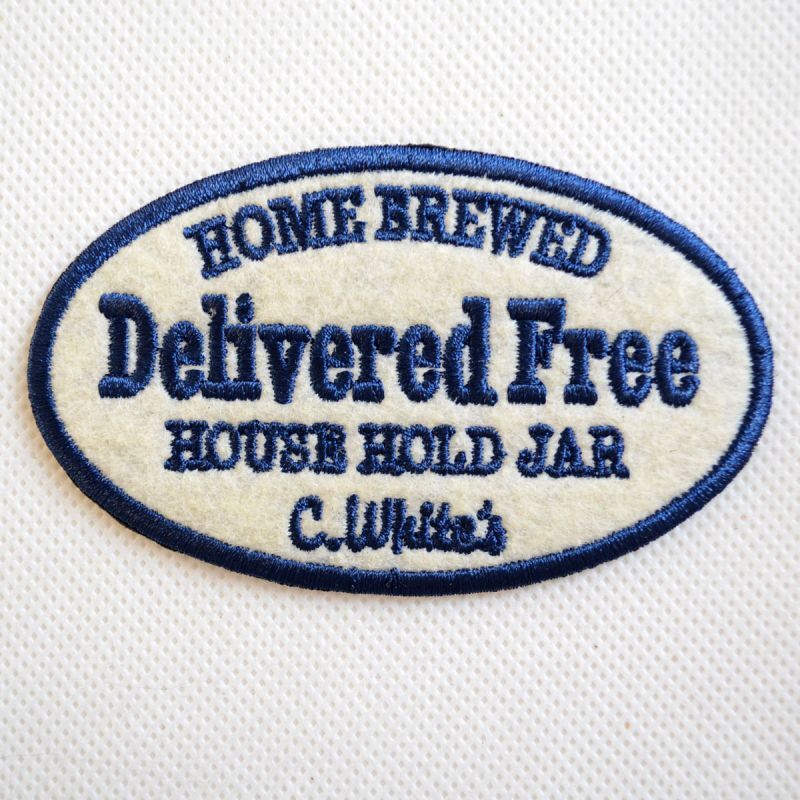 HOME BREWED
Delivered Free
HOUSE HOLD JAR
C.White's